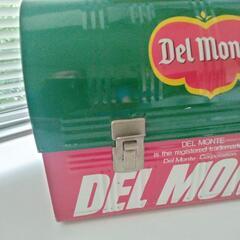 Del Mon
DEL MONTE
is the registered trademark
Del Monte Corporation
DEL MON